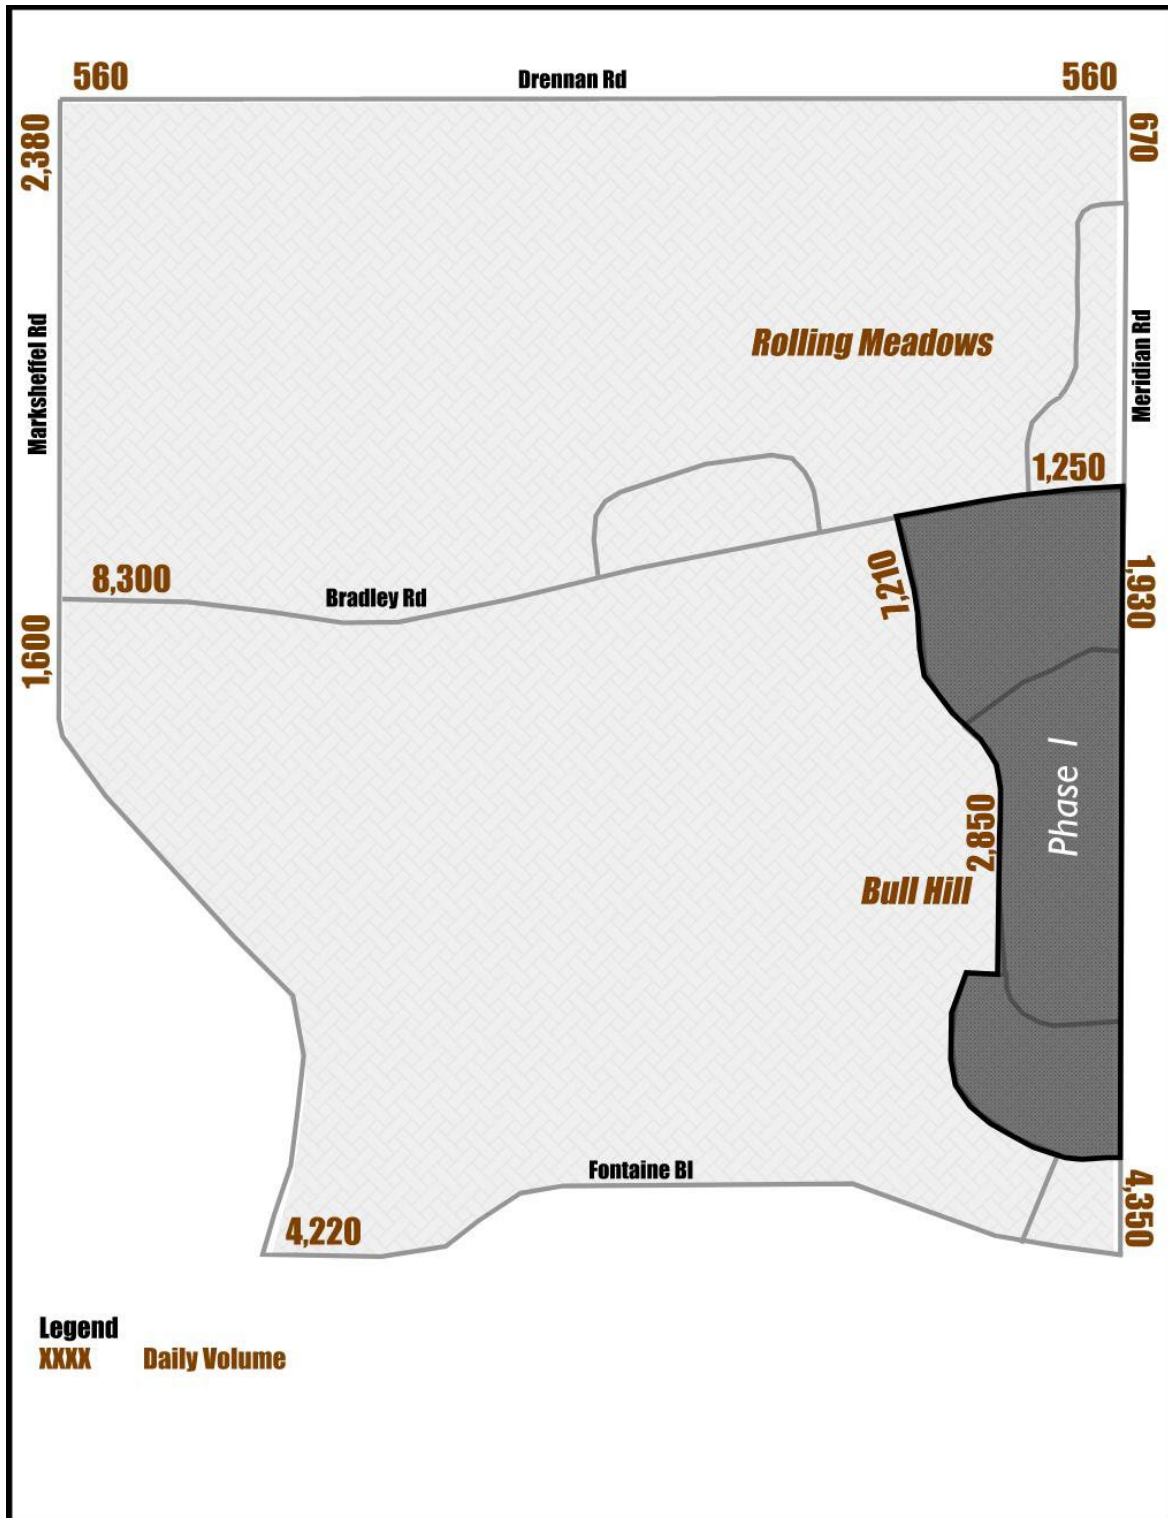 560
Drennan Rd
560
2,380
670
Marksheffel Rd
Rolling Meadows
Meridian Rd
1,250
8,300
Bradley Rd
7,210
1,930
1,600
Phase I
2,850
Bull Hill
Fontaine Bl
4,220
4,350
Legend
XXXX Daily Volume